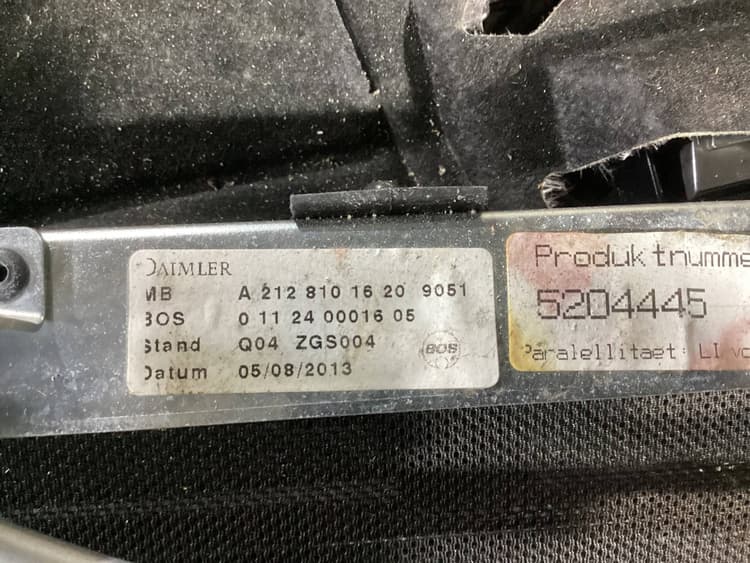 DAIMLER
MB A 212 810 16 20 9051
BOS 0 11 24 00016 05
Stand Q04 ZGS004
Datum 05/08/2013
BOS
Produktnumme
5204445
Paralellitaet: LI vo